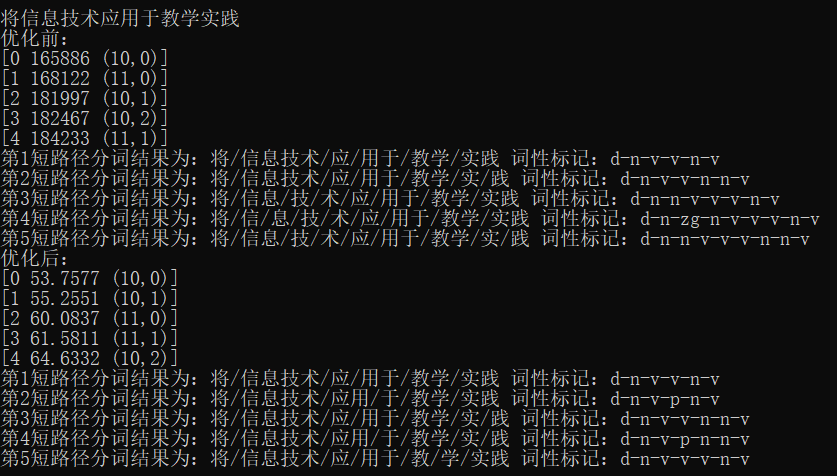 将信息技术应用于教学实践
优化前:
[0 165886 (10,0)]
[1 168122 (11,0)]
[2 181997 (10,1)]
[3 182467 (10,2)]
[4 184233 (11,1)]
第1短路径分词结果为: 将/信息技术/应/用于/教学/实践 词性标记: d-n-v-v-n-v
第2短路径分词结果为: 将/信息技术/应/用于/教学/实/践 词性标记: d-n-v-v-n-n-v
第3短路径分词结果为: 将/信息/技/术/应/用于/教学/实践 词性标记: d-n-n-v-v-v-n-v
第4短路径分词结果为: 将/信/息/技/术/应/用于/教学/实践 词性标记: d-n-zg-n-v-v-v-n-v
第5短路径分词结果为: 将/信息/技/术/应/用于/教学/实/践 词性标记: d-n-n-v-v-v-n-n-v
优化后:
[0 53.7577 (10,0)]
[1 55.2551 (10,1)]
[2 60.0837 (11,0)]
[3 61.5811 (11,1)]
[4 64.6332 (10,2)]
第1短路径分词结果为: 将/信息技术/应/用于/教学/实践 词性标记: d-n-v-v-n-v
第2短路径分词结果为: 将/信息技术/应用/于/教学/实践 词性标记: d-n-v-p-n-v
第3短路径分词结果为: 将/信息技术/应/用于/教学/实/践 词性标记: d-n-v-v-n-n-v
第4短路径分词结果为: 将/信息技术/应用/于/教学/实/践 词性标记: d-n-v-p-n-n-v
第5短路径分词结果为: 将/信息技术/应/用于/教/学/实践 词性标记: d-n-v-v-v-n-v